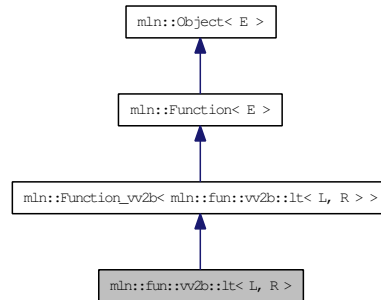 mln::Object< E >
mln::Function< E >
mln::Function_vv2b< mln::fun::vv2b::lt< L, R > >
mln::fun::vv2b::lt< L, R >